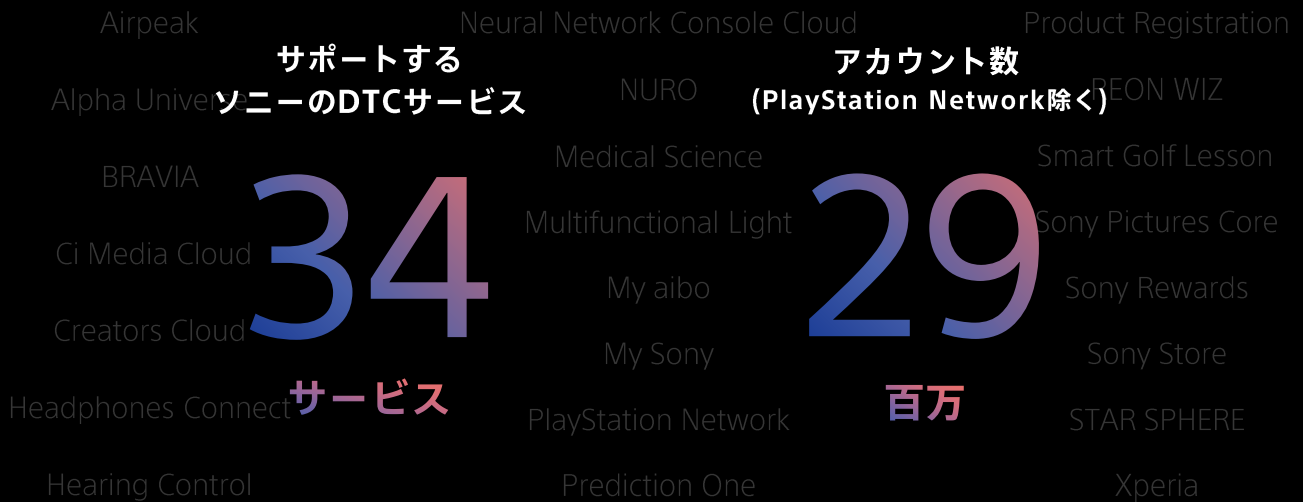 Airpeak
Alpha Universe
BRAVIA
Ci Media Cloud
Creators Cloud
Headphones Connect
Hearing Control
サポートする
ソニーのDTCサービス
34
サービス
Neural Network Console Cloud
NURO
Medical Science
Multifunctional Light
My aibo
My Sony
PlayStation Network
Prediction One
アカウント数
(PlayStation Network除く)
29
百万
Product Registration
REON WIZ
Smart Golf Lesson
Sony Pictures Core
Sony Rewards
Sony Store
STAR SPHERE
Xperia